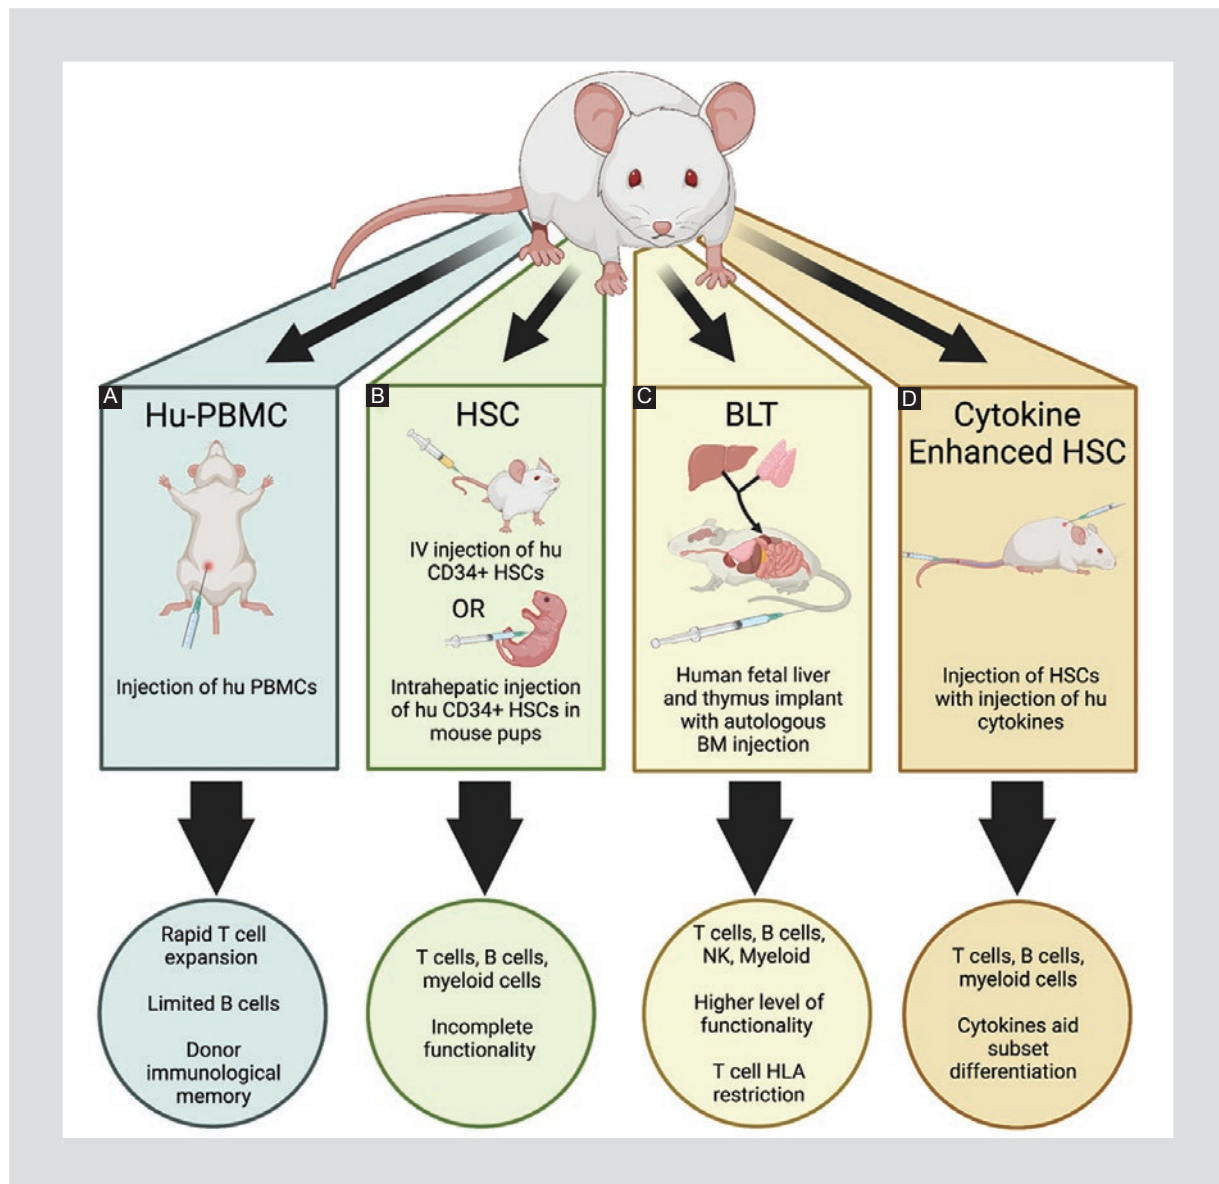 A
Hu-PBMC
Injection of hu PBMCs
Rapid T cell
expansion
Limited B cells
Donor
immunological
memory
B
HSC
IV injection of hu
CD34+ HSCs
OR
Intrahepatic injection
of hu CD34+ HSCs in
mouse pups
T cells, B cells,
myeloid cells
Incomplete
functionality
C
BLT
Human fetal liver
and thymus implant
with autologous
BM injection
T cells, B cells,
NK, Myeloid
Higher level of
functionality
T cell HLA
restriction
D
Cytokine
Enhanced HSC
Injection of HSCs
with injection of hu
cytokines
T cells, B cells,
myeloid cells
Cytokines aid
subset
differentiation